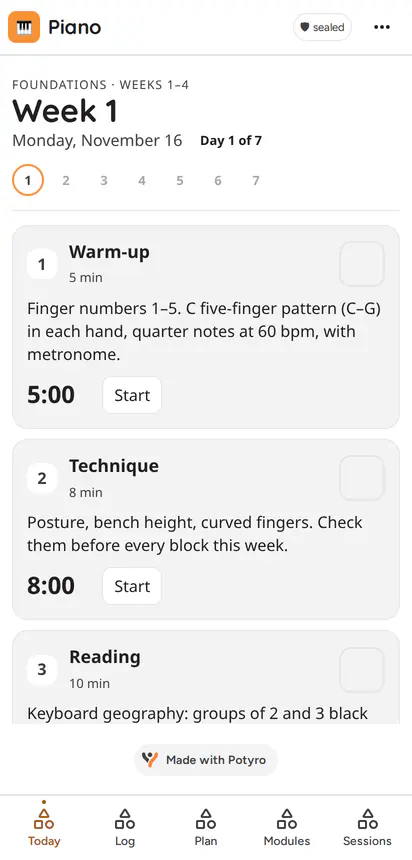 Piano
sealed
FOUNDATIONS · WEEKS 1–4
Week 1
Monday, November 16 Day 1 of 7
1 2 3 4 5 6 7
1
Warm-up
5 min
Finger numbers 1–5. C five-finger pattern (C–G)
in each hand, quarter notes at 60 bpm, with
metronome.
5:00 Start
2
Technique
8 min
Posture, bench height, curved fingers. Check
them before every block this week.
8:00 Start
3
Reading
10 min
Keyboard geography: groups of 2 and 3 black
Made with Potyro
Today Log Plan Modules Sessions